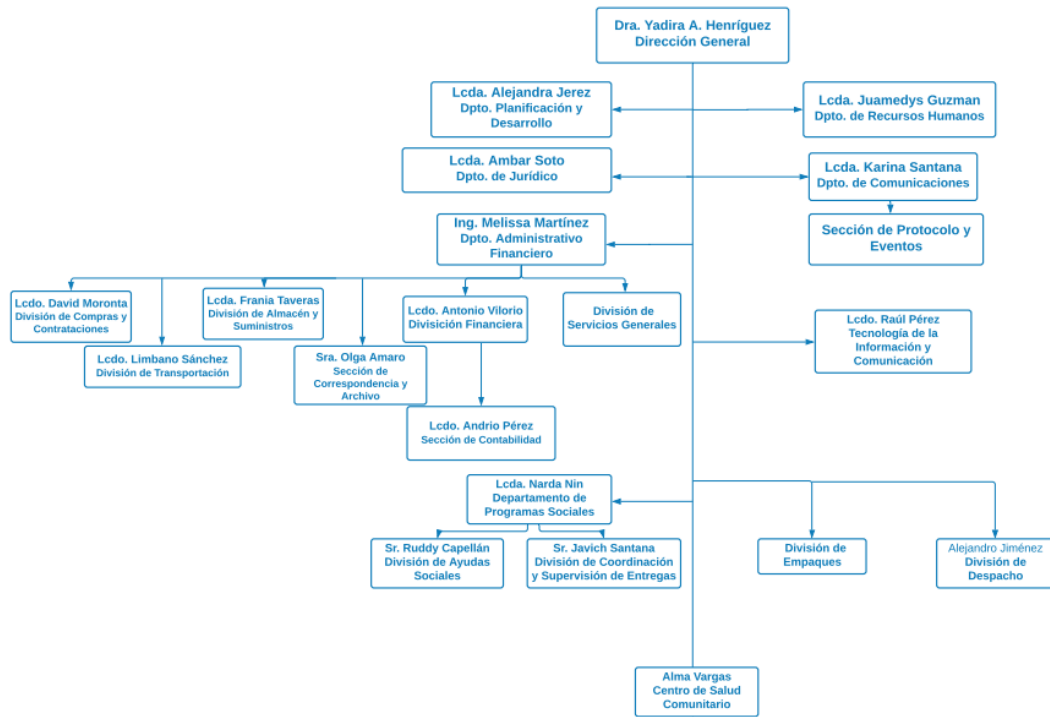 Dra. Yadira A. Henríguez
Dirección General
Lcda. Alejandra Jerez
Dpto. Planificación y
Desarrollo
Lcda. Juamedys Guzman
Dpto. de Recursos Humanos
Lcda. Ambar Soto
Dpto. de Jurídico
Lcda. Karina Santana
Dpto. de Comunicaciones
Sección de Protocolo y
Eventos
Ing. Melissa Martínez
Dpto. Administrativo
Financiero
Lcdo. David Moronta
División de Compras y
Contrataciones
Lcdo. Limbano Sánchez
División de Transportación
Lcda. Frania Taveras
División de Almacén y
Suministros
Sra. Olga Amaro
Sección de
Correspondencia y
Archivo
Lcdo. Antonio Vilorio
Divisición Financiera
División de
Servicios Generales
Lcdo. Andrio Pérez
Sección de Contabilidad
Lcdo. Raúl Pérez
Tecnología de la
Información y
Comunicación
Lcda. Narda Nin
Departamento de
Programas Sociales
Sr. Ruddy Capellán
División de Ayudas
Sociales
Sr. Javich Santana
División de Coordinación
y Supervisión de Entregas
División de
Empaques
Alejandro Jiménez
División de
Despacho
Alma Vargas
Centro de Salud
Comunitario